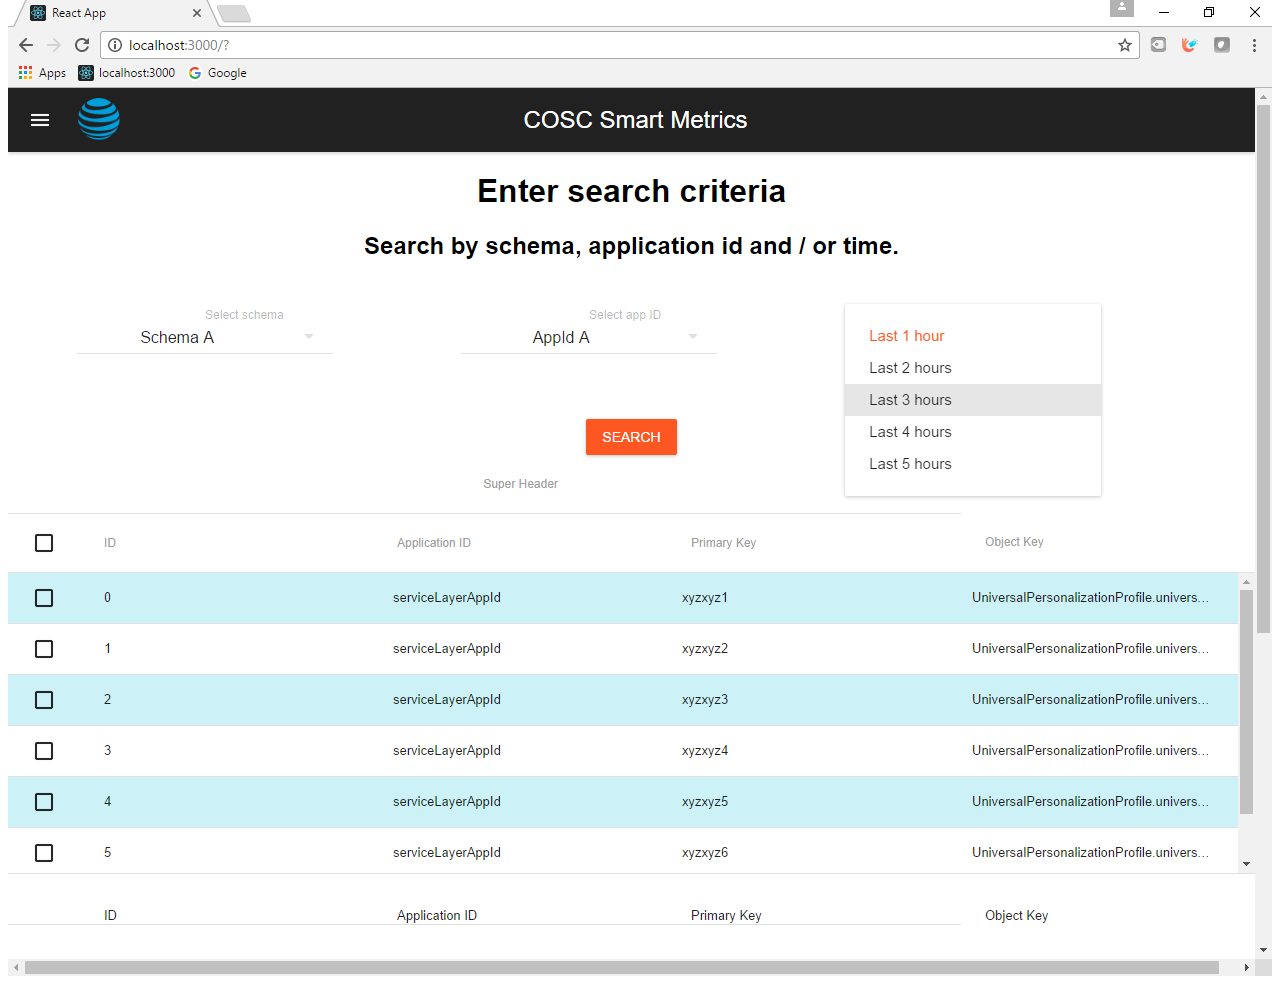 React App
localhost:3000/?
Apps localhost:3000 Google
COSC Smart Metrics
Enter search criteria
Search by schema, application id and / or time.
Select schema
Schema A
Select app ID
AppId A
Last 1 hour
Last 2 hours
Last 3 hours
Last 4 hours
Last 5 hours
SEARCH
Super Header
ID Application ID Primary Key Object Key
0 serviceLayerAppId xyzxyz1 UniversalPersonalizationProfile.univers...
1 serviceLayerAppId xyzxyz2 UniversalPersonalizationProfile.univers...
2 serviceLayerAppId xyzxyz3 UniversalPersonalizationProfile.univers...
3 serviceLayerAppId xyzxyz4 UniversalPersonalizationProfile.univers...
4 serviceLayerAppId xyzxyz5 UniversalPersonalizationProfile.univers...
5 serviceLayerAppId xyzxyz6 UniversalPersonalizationProfile.univers...
ID Application ID Primary Key Object Key